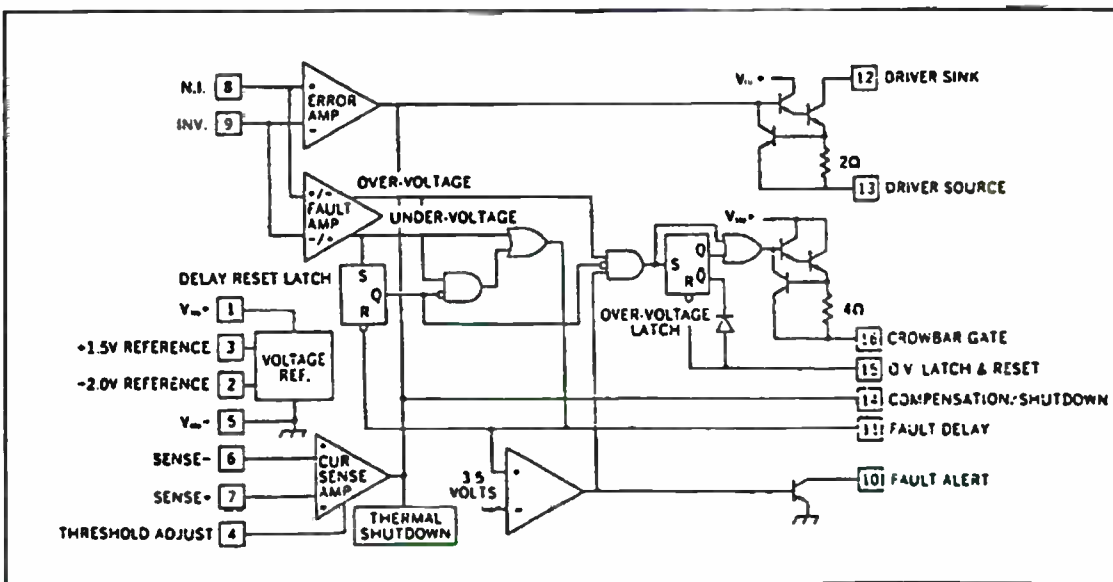 N.I. 8
INV. 9
+
ERROR
AMP
-
+/-
FAULT
AMP
-/+
OVER-VOLTAGE
UNDER-VOLTAGE
DELAY RESET LATCH
S
Q
R
1
+1.5V REFERENCE 3
2
-2.0V REFERENCE
VOLTAGE
REF.
5
SENSE- 6
SENSE+ 7
THRESHOLD ADJUST 4
CUR
SENSE
AMP
THERMAL
SHUTDOWN
3.5
VOLTS
+
-
S
Q
R
Q̄
OVER-VOLTAGE
LATCH
12 DRIVER SINK
2Ω
13 DRIVER SOURCE
4Ω
16 CROWBAR GATE
15 O.V. LATCH & RESET
14 COMPENSATION/SHUTDOWN
11 FAULT DELAY
10 FAULT ALERT